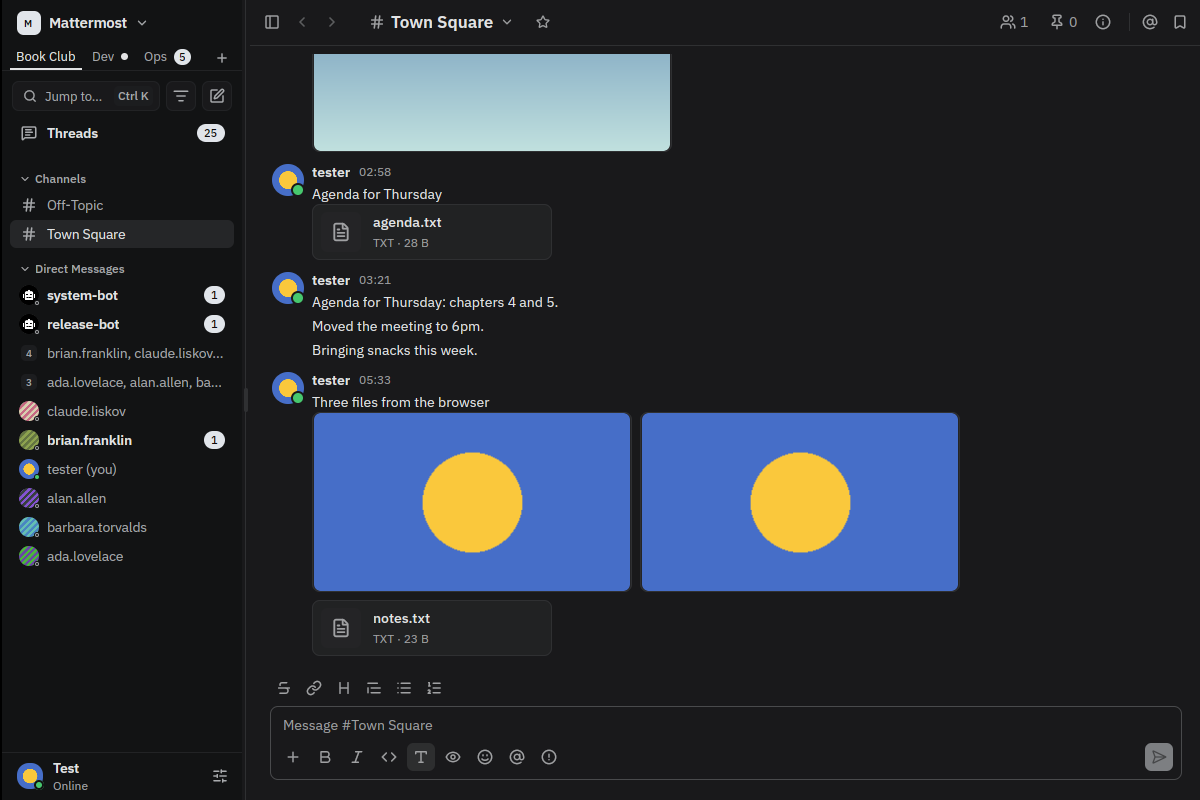 M Mattermost
Book Club Dev Ops 5
Jump to... Ctrl K
Threads 25
Channels
Off-Topic
Town Square
Direct Messages
system-bot 1
release-bot 1
4 brian.franklin, claude.liskov...
3 ada.lovelace, alan.allen, ba...
claude.liskov
brian.franklin 1
tester (you)
alan.allen
barbara.torvalds
ada.lovelace
Test
Online
# Town Square
1 0
tester 02:58
Agenda for Thursday
agenda.txt
TXT · 28 B
tester 03:21
Agenda for Thursday: chapters 4 and 5.
Moved the meeting to 6pm.
Bringing snacks this week.
tester 05:33
Three files from the browser
notes.txt
TXT · 23 B
Message #Town Square